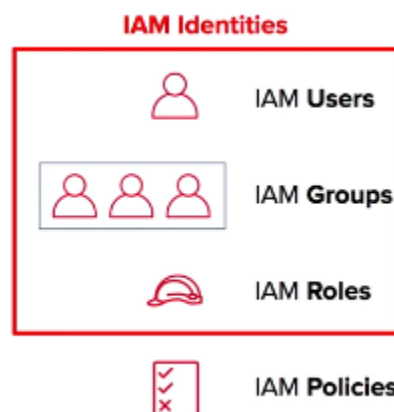 IAM Identities
IAM Users
IAM Groups
IAM Roles
IAM Policies